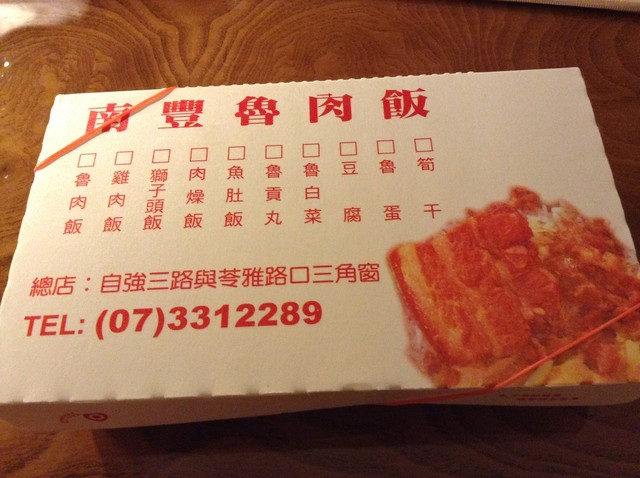 南豐魯肉飯
□魯肉飯
□雞肉飯
□獅子頭飯
□肉燥飯
□魚肚飯
□魯貢丸
□魯白菜
□豆腐
□魯蛋
□筍干
總店：自強三路與苓雅路口三角窗
TEL: (07)3312289